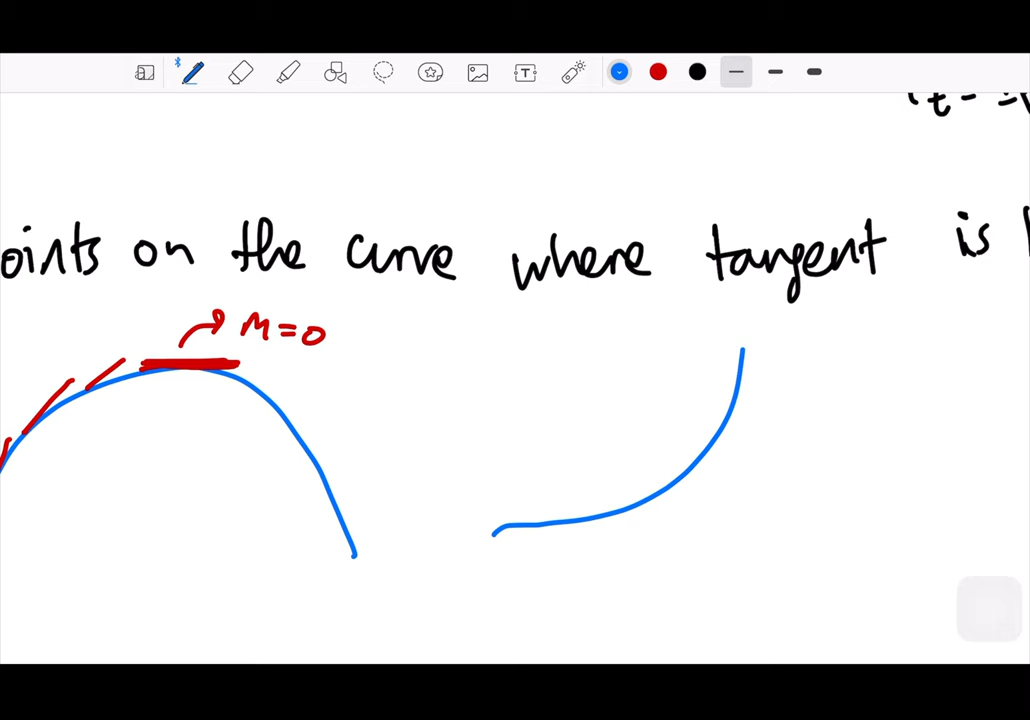 oints on the curve where tangent is
M = 0